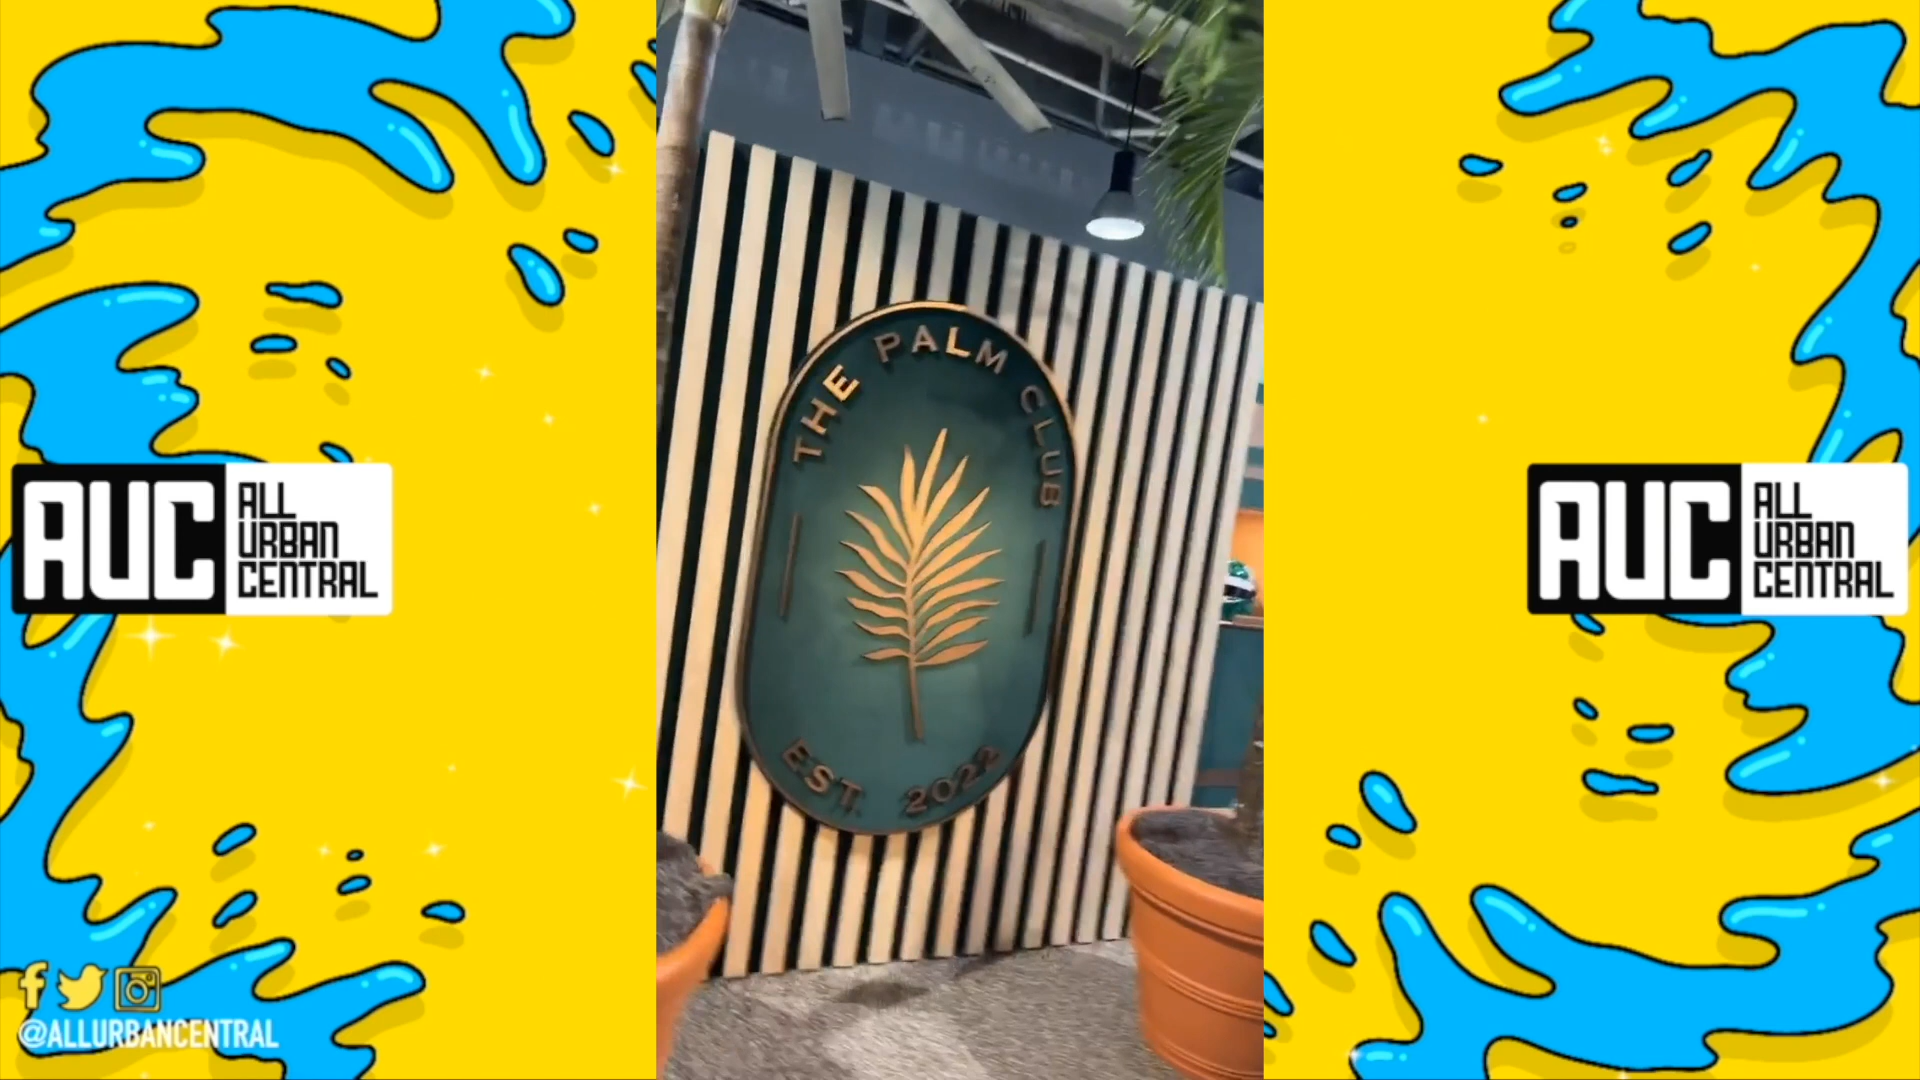 THE PALM CLUB
EST. 2022
AUC ALL URBAN CENTRAL
AUC ALL URBAN CENTRAL
@ALLURBANCENTRAL